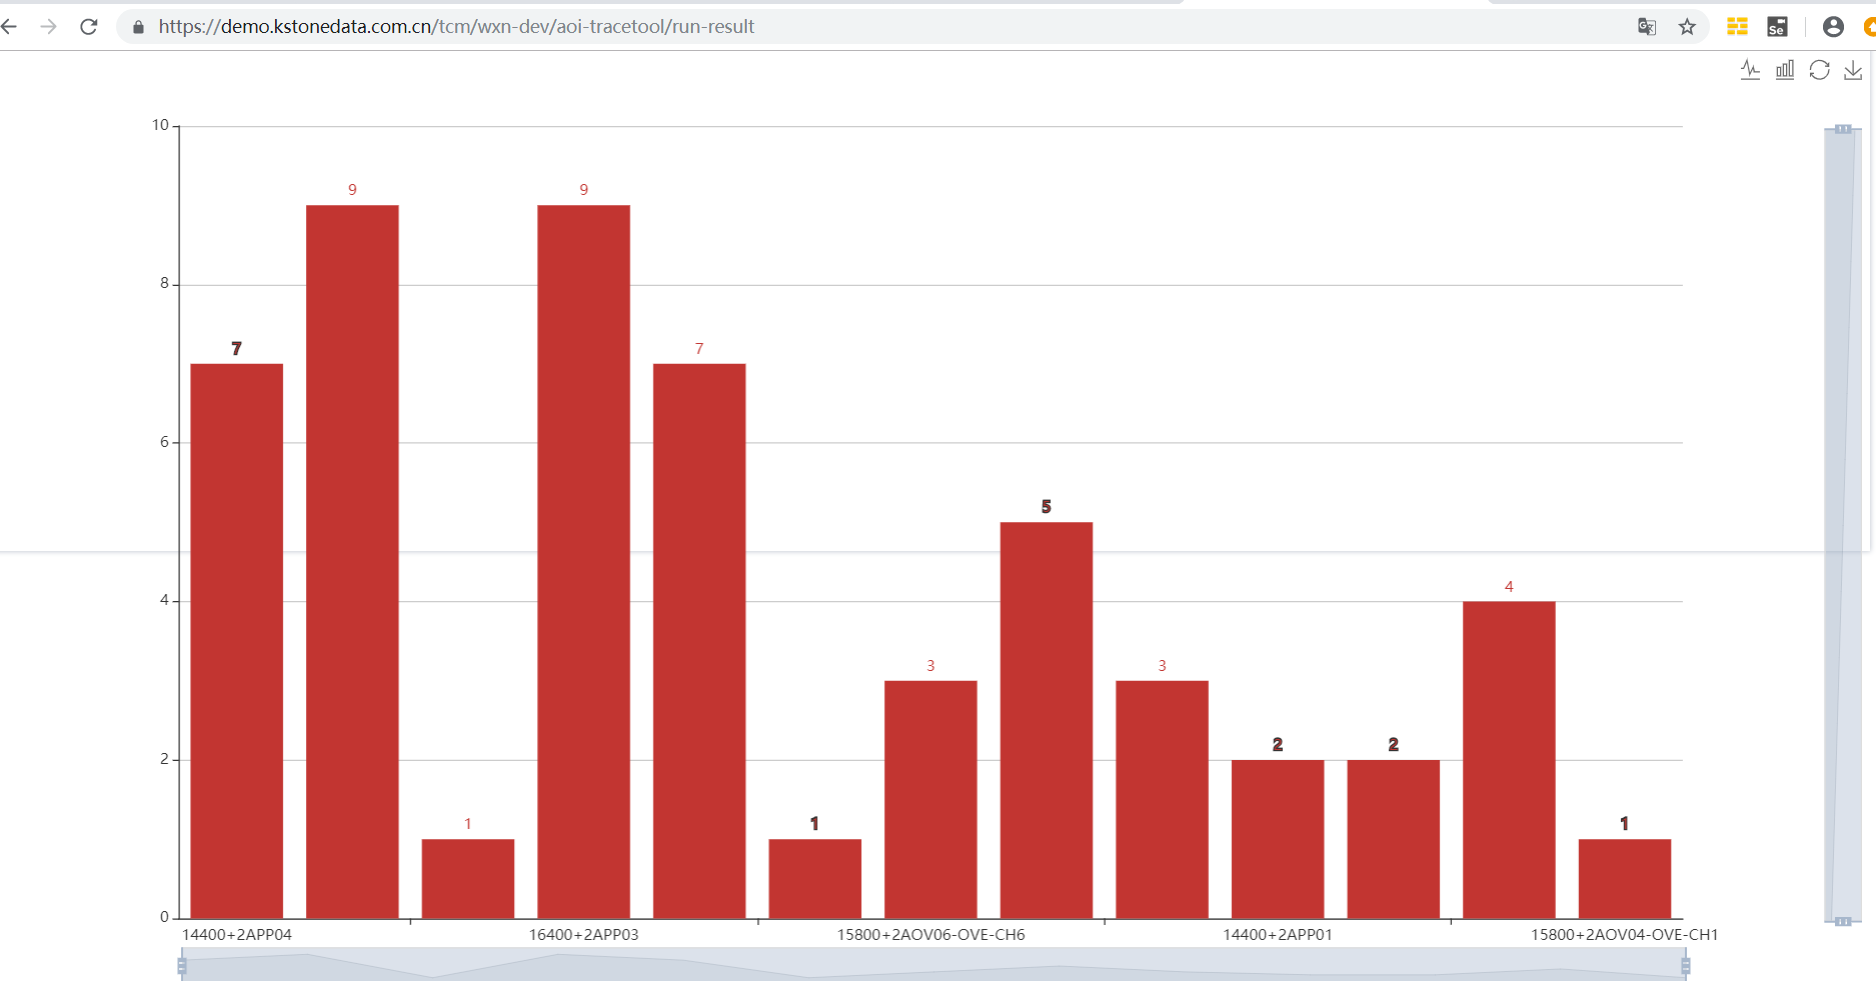 https://demo.kstonedata.com.cn/tcm/wxn-dev/aoi-tracetool/run-result
Se
10
9
9
8
7
7
6
5
4
4
3
3
2
2
2
1
1
1
0
14400+2APP04
16400+2APP03
15800+2AOV06-OVE-CH6
14400+2APP01
15800+2AOV04-OVE-CH1